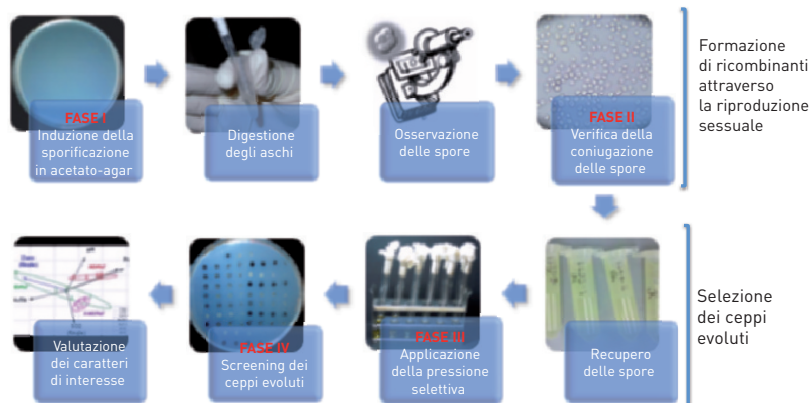 FASE I
Induzione della
sporificazione
in acetato-agar
Digestione
degli aschi
Osservazione
delle spore
FASE II
Verifica della
coniugazione
delle spore
Formazione
di ricombinanti
attraverso
la riproduzione
sessuale
Valutazione
dei caratteri
di interesse
FASE IV
Screening dei
ceppi evoluti
FASE III
Applicazione
della pressione
selettiva
Recupero
delle spore
Selezione
dei ceppi
evoluti